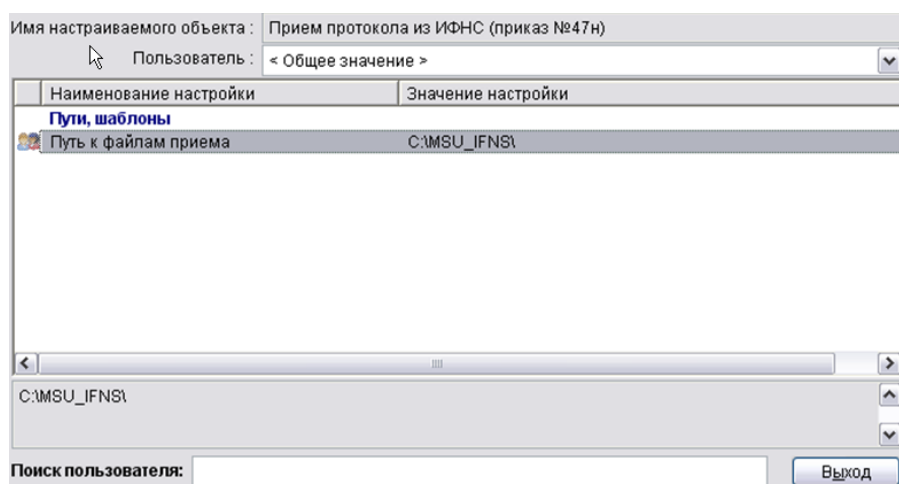 Имя настраиваемого объекта : Прием протокола из ИФНС (приказ №47н)
Пользователь : < Общее значение >
Наименование настройки Значение настройки
Пути, шаблоны
Путь к файлам приема C:\MSU_IFNS\
C:\MSU_IFNS\
Поиск пользователя: Выход